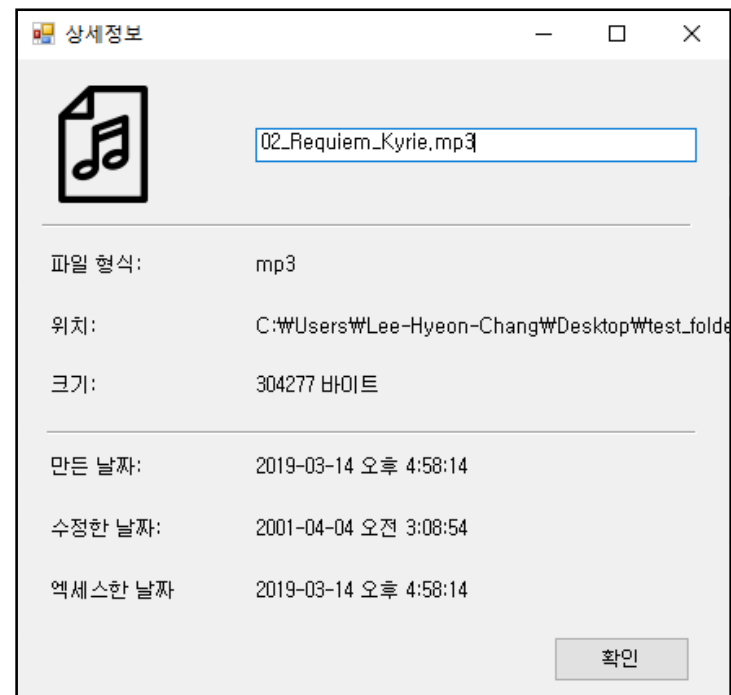 상세정보
02_Requiem_Kyrie.mp3
파일 형식: mp3
위치: C:₩Users₩Lee-Hyeon-Chang₩Desktop₩test_folde
크기: 304277 바이트
만든 날짜: 2019-03-14 오후 4:58:14
수정한 날짜: 2001-04-04 오전 3:08:54
엑세스한 날짜 2019-03-14 오후 4:58:14
확인